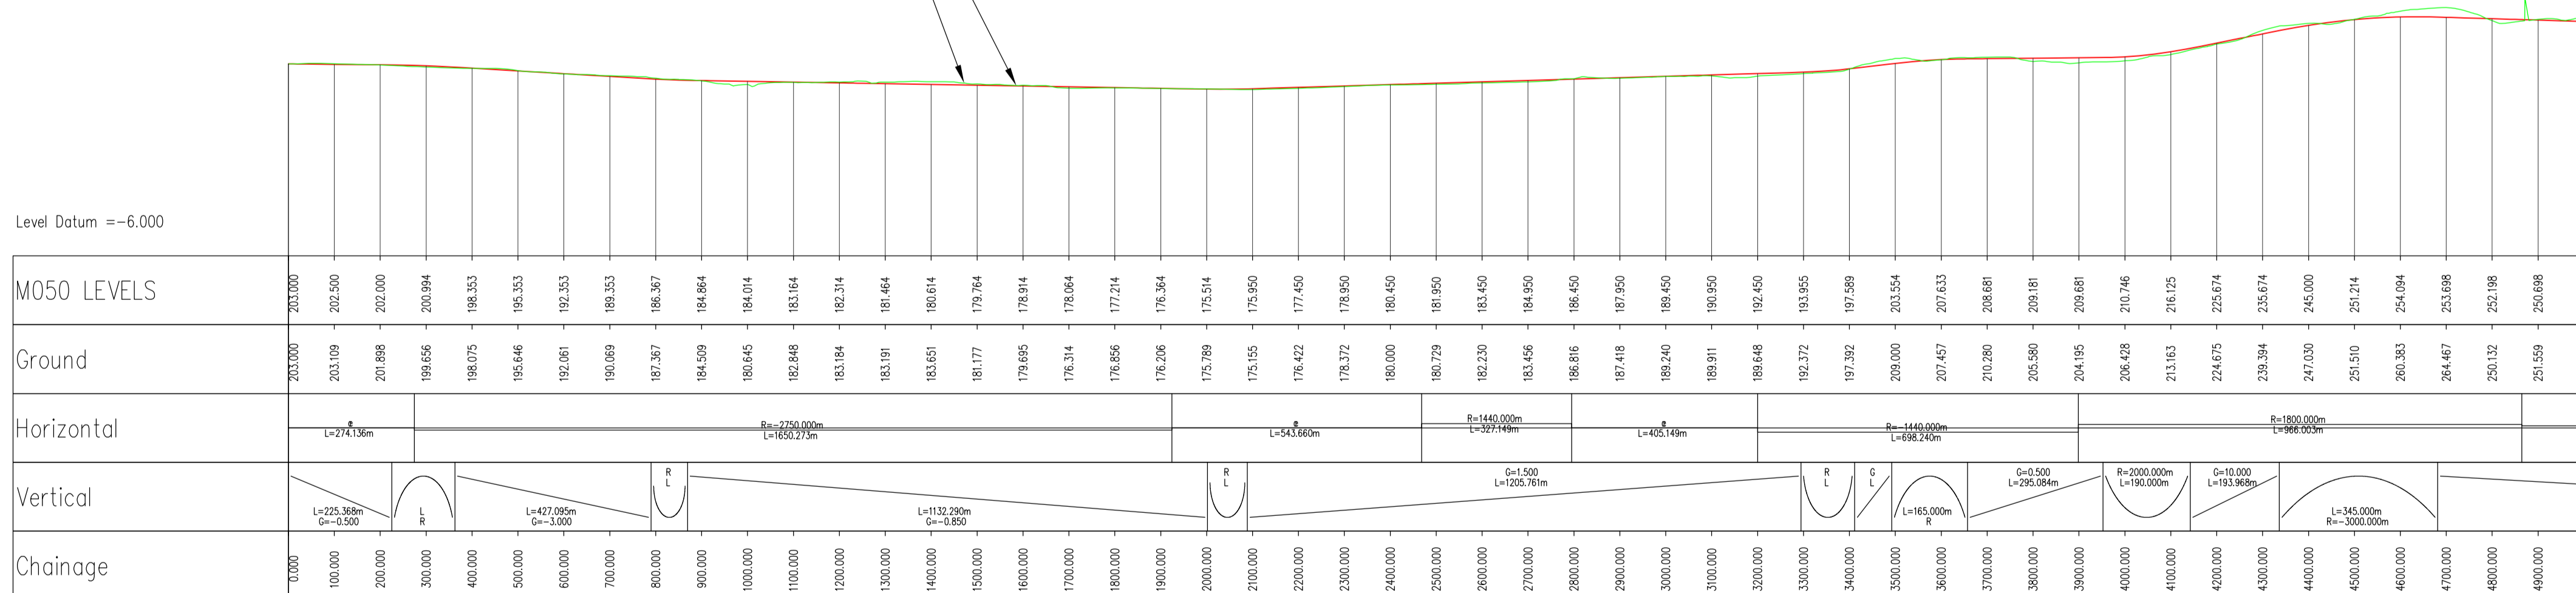 Level Datum =-6.000
M050 LEVELS
203.000 202.500 202.000 200.994 198.353 195.353 192.353 189.353 186.367 184.864 184.014 183.164 182.314 181.464 180.614 179.764 178.914 178.064 177.214 176.364 175.514 175.950 177.450 178.950 180.450 181.950 183.450 184.950 186.450 187.950 189.450 190.950 192.450 193.955 197.589 203.554 207.633 208.681 209.181 209.681 210.746 216.125 225.674 235.674 245.000 251.214 254.094 253.698 252.198 250.698
Ground
203.000 203.109 201.898 199.656 198.075 195.646 192.061 190.069 187.367 184.509 180.645 182.848 183.184 183.191 183.651 181.177 179.695 176.314 176.856 176.206 175.789 175.155 176.422 178.372 180.000 180.729 182.230 183.456 186.816 187.418 189.240 189.911 189.648 192.372 197.392 209.000 207.457 210.280 205.580 204.195 206.428 213.163 224.675 239.394 247.030 251.510 260.383 264.467 250.132 251.559
Horizontal
L=274.136m
R=-2750.000m
L=1650.273m
L=543.660m
R=1440.000m
L=327.149m
L=405.149m
R=-1440.000m
L=698.240m
R=1800.000m
L=966.003m
Vertical
L=225.368m
G=-0.500
L
R
L=427.095m
G=-3.000
R
L
L=1132.290m
G=-0.850
R
L
G=1.500
L=1205.761m
R
L
G
L
L=165.000m
R
G=0.500
L=295.084m
R=2000.000m
L=190.000m
G=10.000
L=193.968m
L=345.000m
R=-3000.000m
Chainage
0.000 100.000 200.000 300.000 400.000 500.000 600.000 700.000 800.000 900.000 1000.000 1100.000 1200.000 1300.000 1400.000 1500.000 1600.000 1700.000 1800.000 1900.000 2000.000 2100.000 2200.000 2300.000 2400.000 2500.000 2600.000 2700.000 2800.000 2900.000 3000.000 3100.000 3200.000 3300.000 3400.000 3500.000 3600.000 3700.000 3800.000 3900.000 4000.000 4100.000 4200.000 4300.000 4400.000 4500.000 4600.000 4700.000 4800.000 4900.000